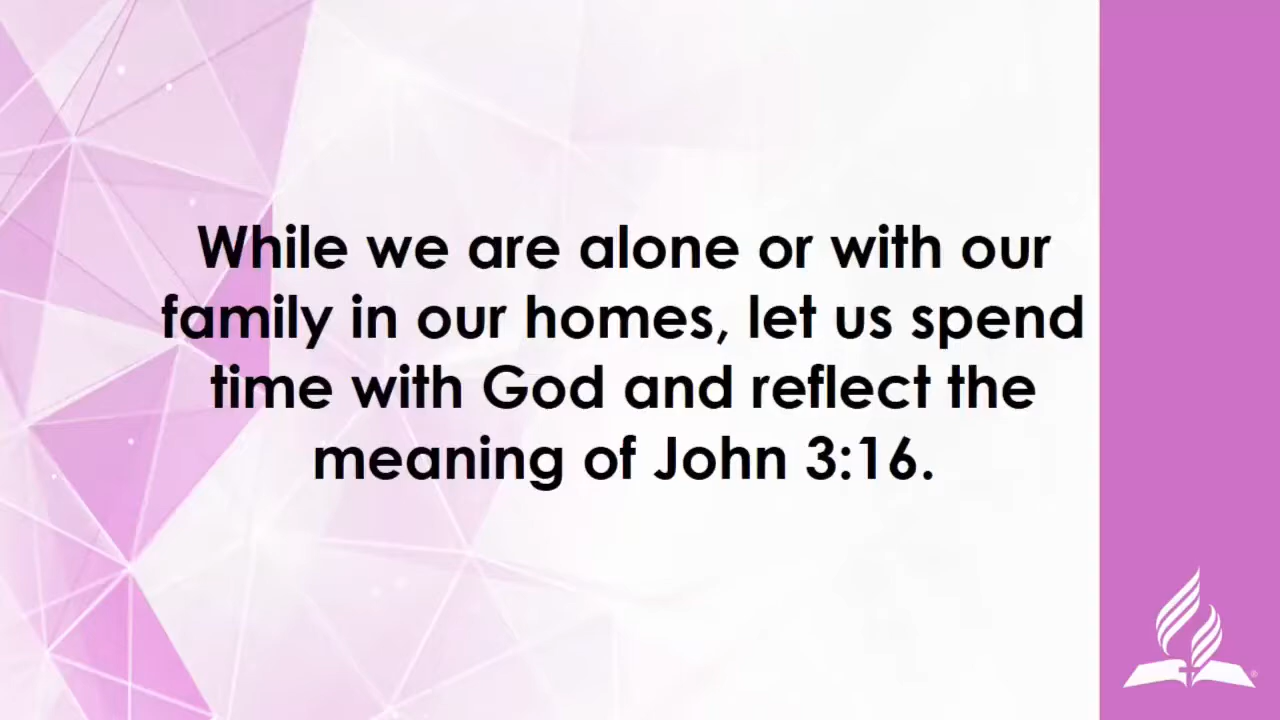 While we are alone or with our
family in our homes, let us spend
time with God and reflect the
meaning of John 3:16.